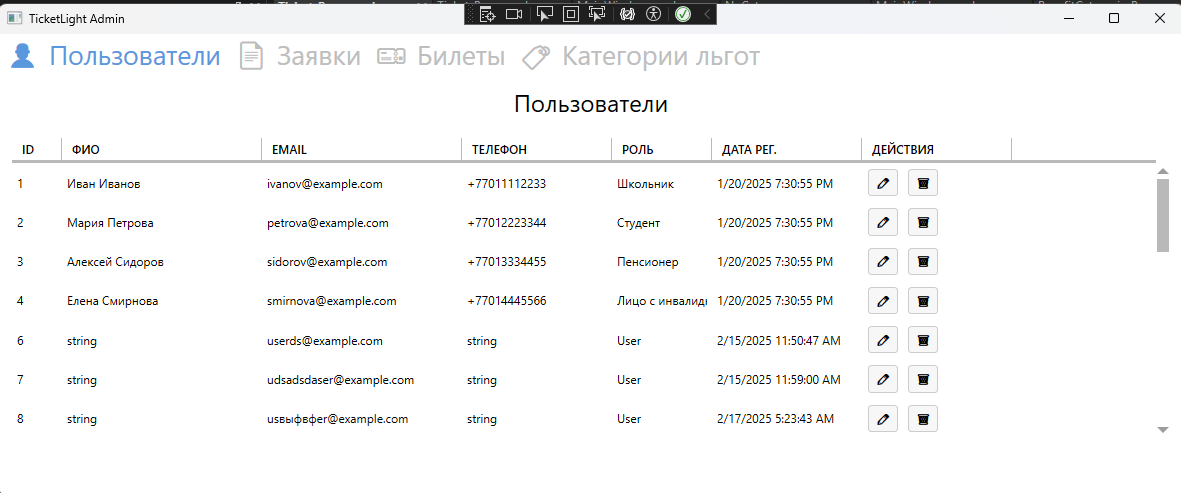 TicketLight Admin
Пользователи Заявки Билеты Категории льгот
Пользователи
ID ФИО EMAIL ТЕЛЕФОН РОЛЬ ДАТА РЕГ. ДЕЙСТВИЯ
1 Иван Иванов ivanov@example.com +77011112233 Школьник 1/20/2025 7:30:55 PM
2 Мария Петрова petrova@example.com +77012223344 Студент 1/20/2025 7:30:55 PM
3 Алексей Сидоров sidorov@example.com +77013334455 Пенсионер 1/20/2025 7:30:55 PM
4 Елена Смирнова smirnova@example.com +77014445566 Лицо с инвалиди 1/20/2025 7:30:55 PM
6 string userds@example.com string User 2/15/2025 11:50:47 AM
7 string udsadsdaser@example.com string User 2/15/2025 11:59:00 AM
8 string usвыфвфer@example.com string User 2/17/2025 5:23:43 AM